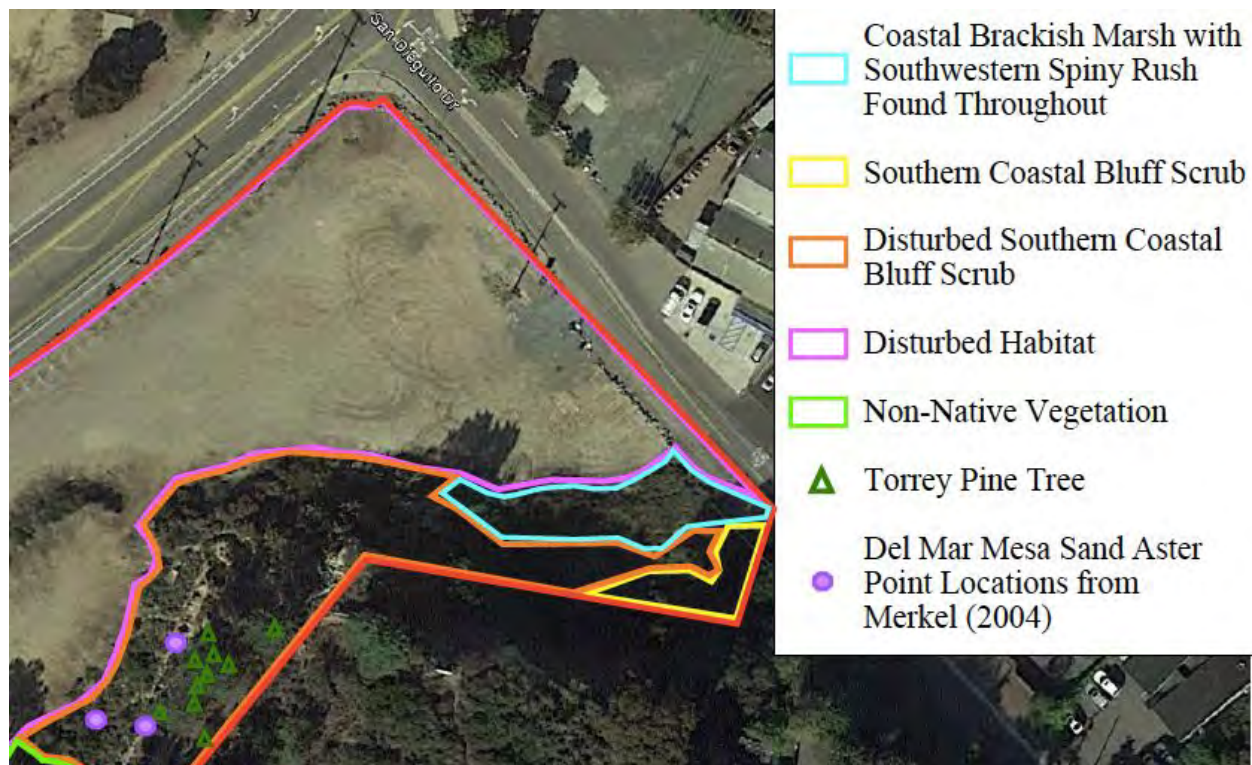 San Dieguito Dr
Coastal Brackish Marsh with
Southwestern Spiny Rush
Found Throughout
Southern Coastal Bluff Scrub
Disturbed Southern Coastal
Bluff Scrub
Disturbed Habitat
Non-Native Vegetation
Torrey Pine Tree
Del Mar Mesa Sand Aster
Point Locations from
Merkel (2004)